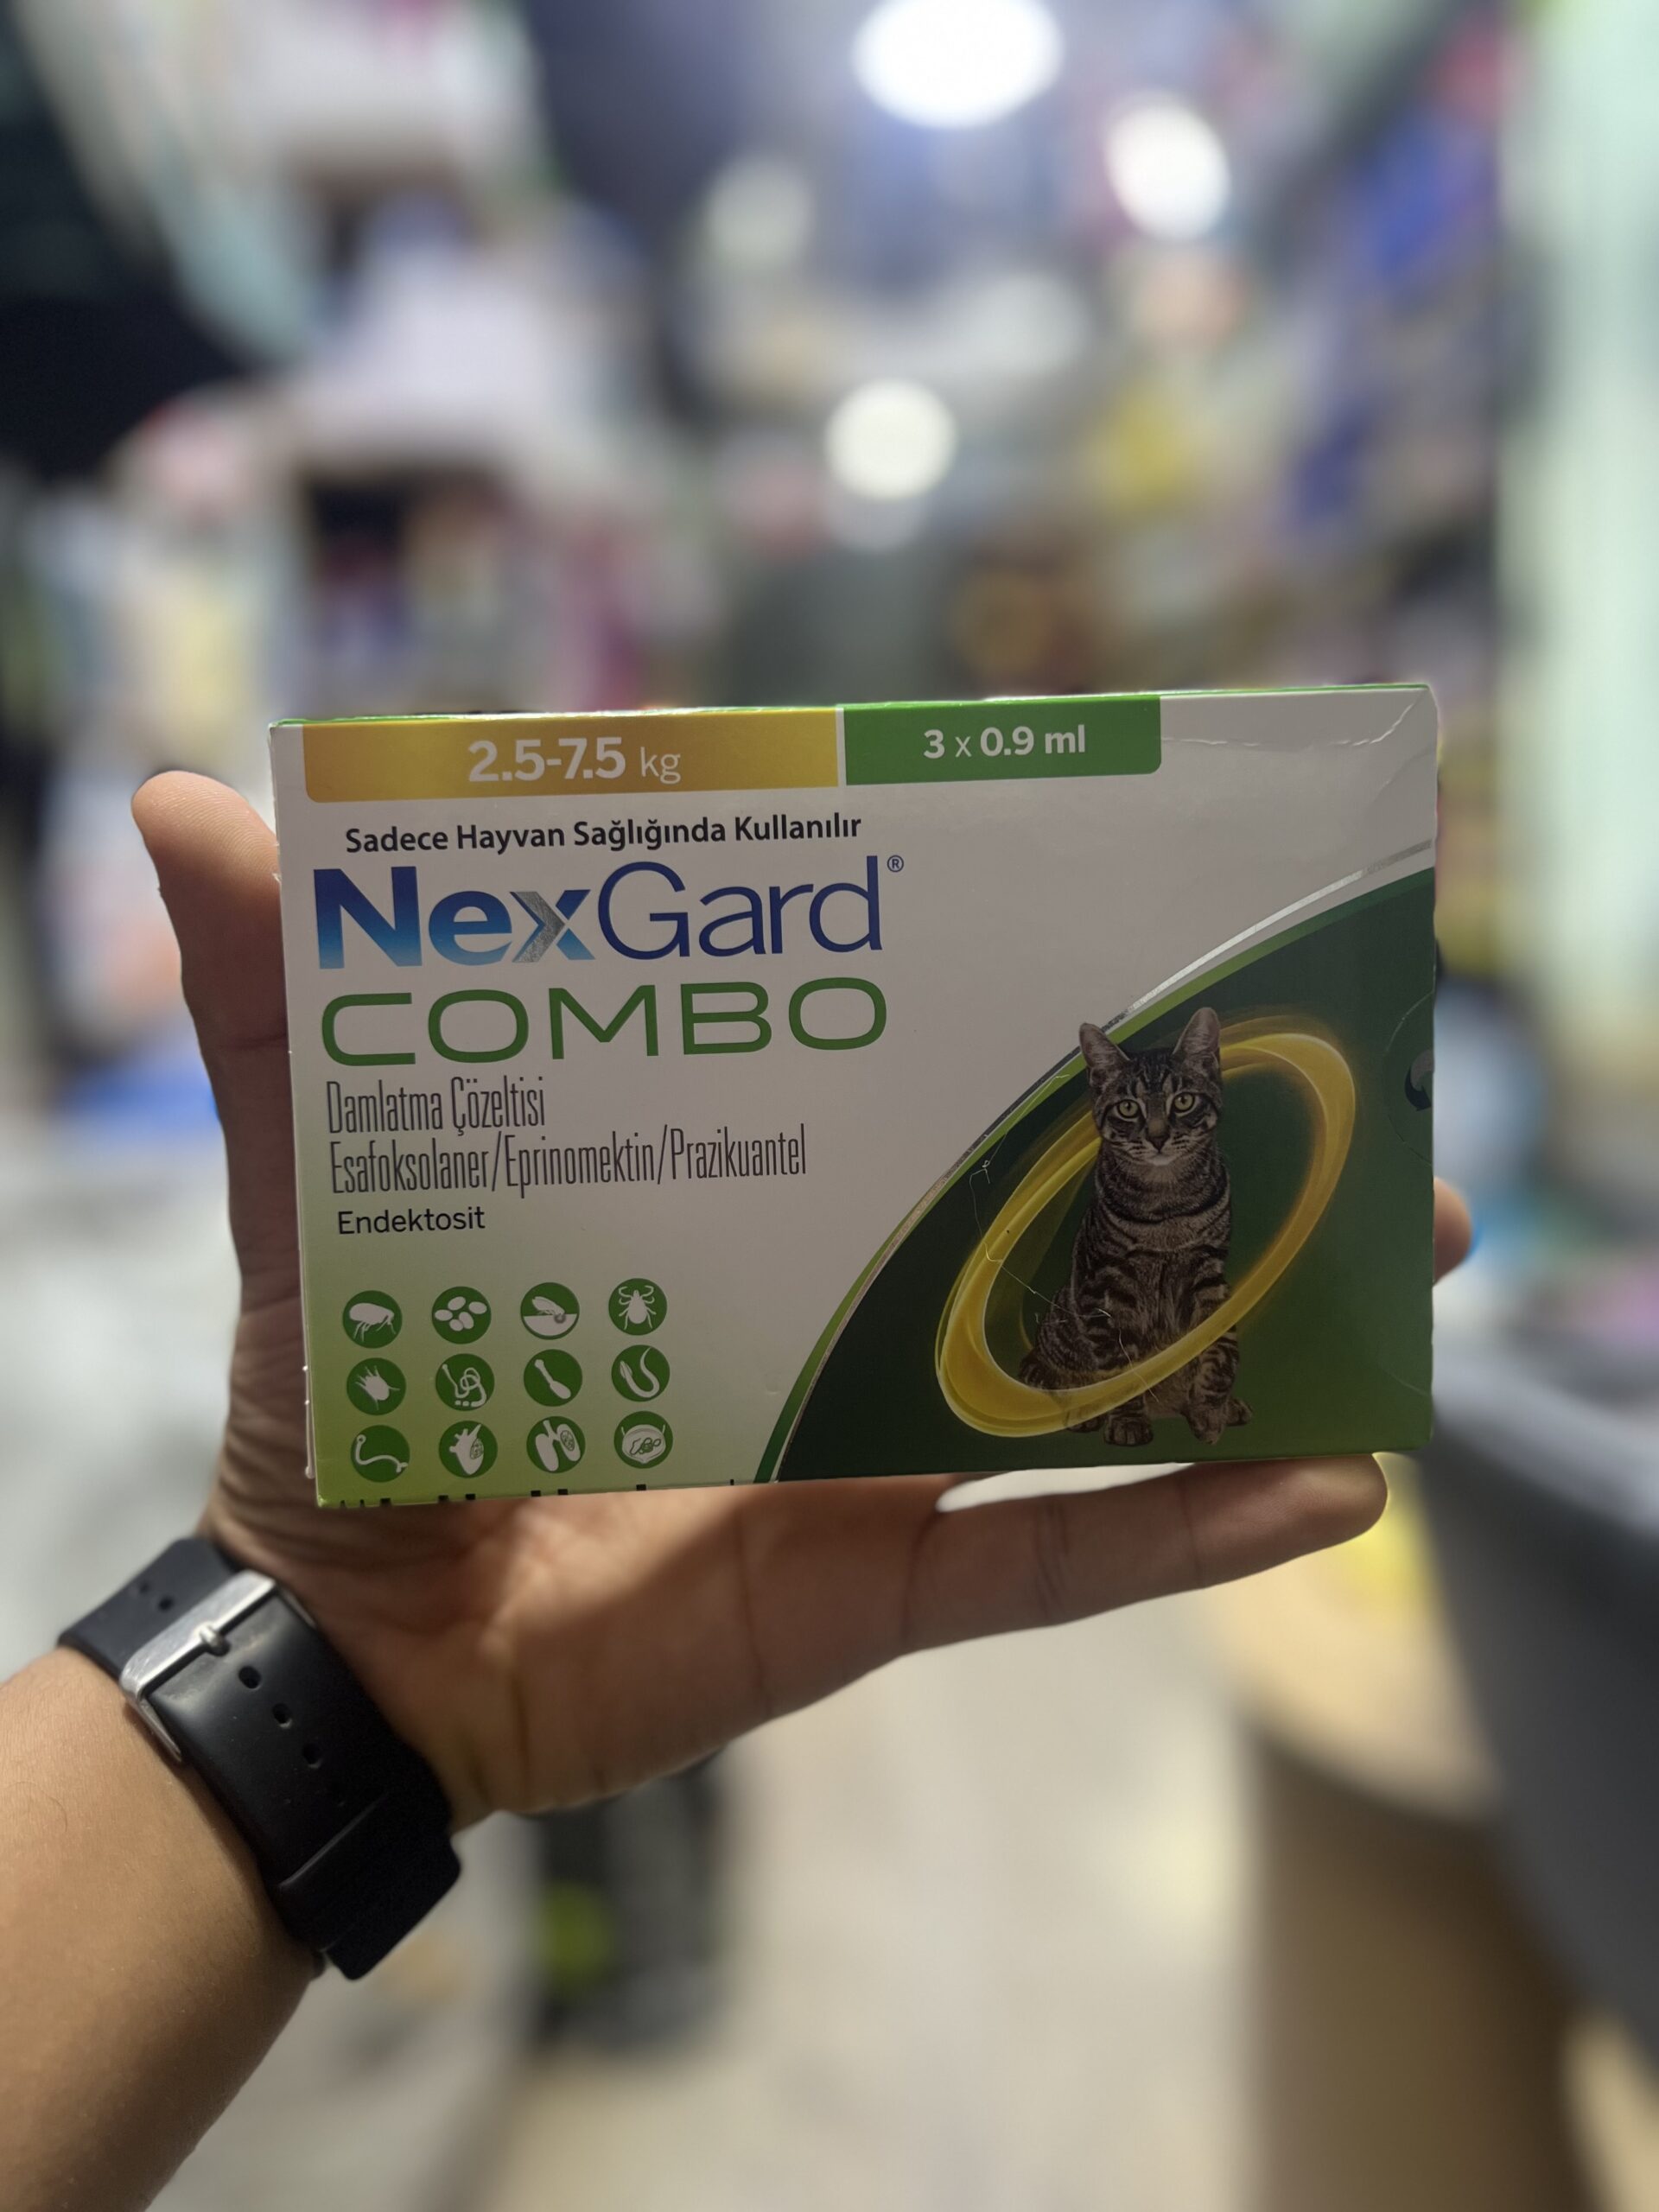 2.5-7.5 kg
3 x 0.9 ml
Sadece Hayvan Sağlığında Kullanılır
NexGard®
COMBO
Damlatma Çözeltisi
Esafoksolaner/Eprinomektin/Prazikuantel
Endektosit